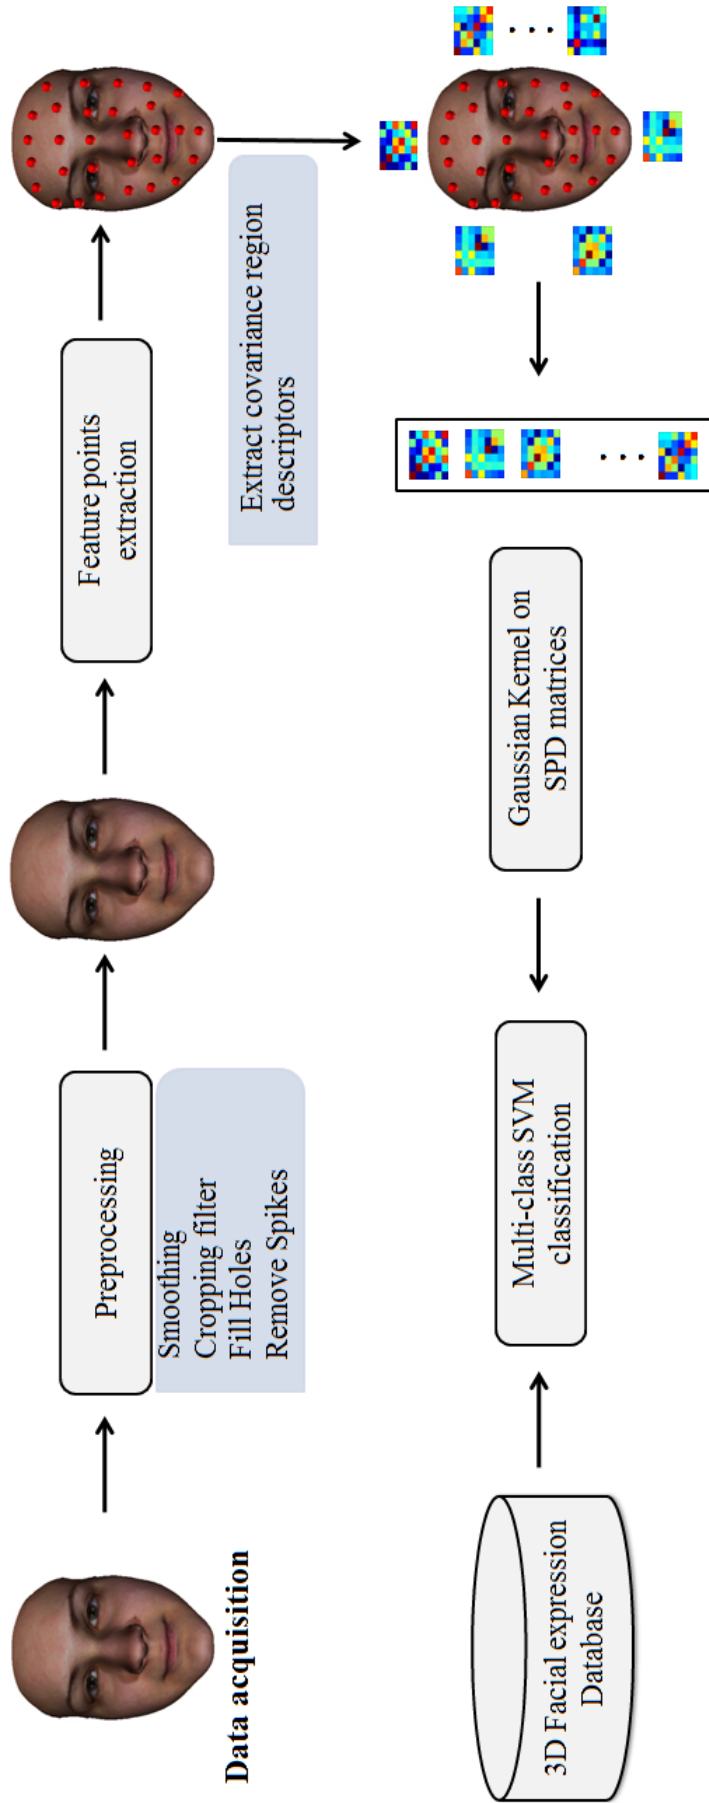 Data acquisition
Preprocessing
Smoothing
Cropping filter
Fill Holes
Remove Spikes
Feature points
extraction
Extract covariance region
descriptors
Gaussian Kernel on
SPD matrices
Multi-class SVM
classification
3D Facial expression
Database